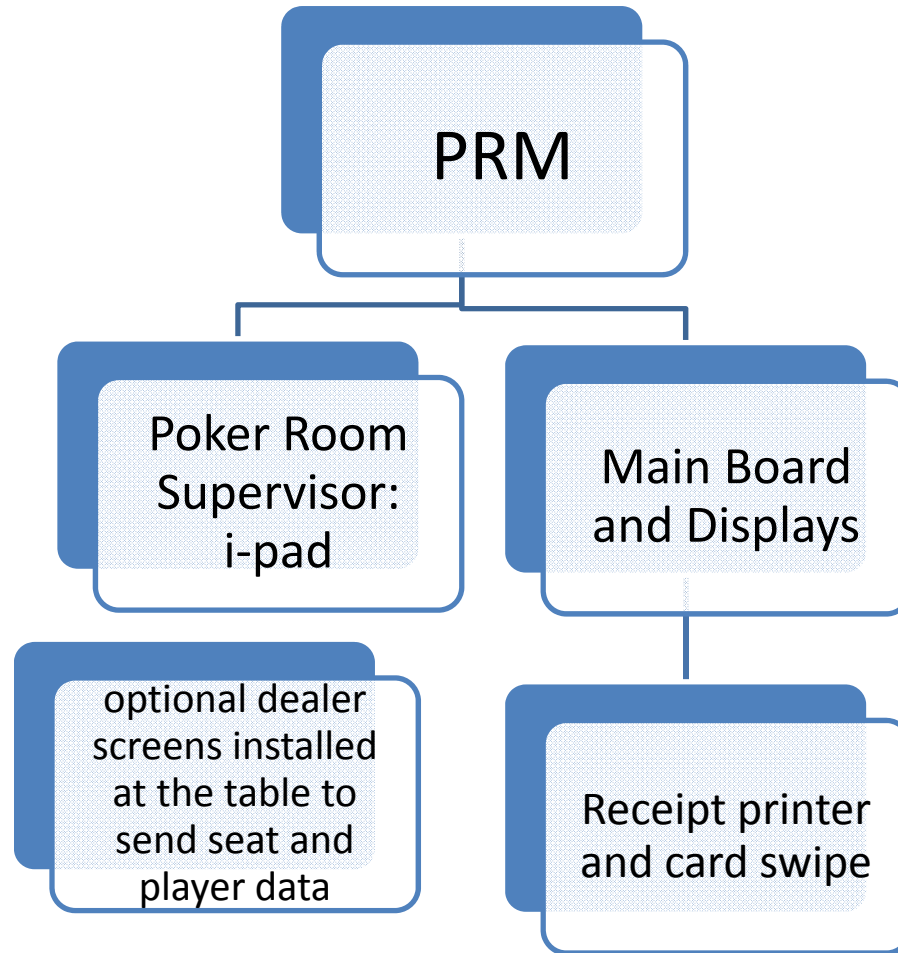 PRM
Poker Room
Supervisor:
i-pad
Main Board
and Displays
optional dealer
screens installed
at the table to
send seat and
player data
Receipt printer
and card swipe